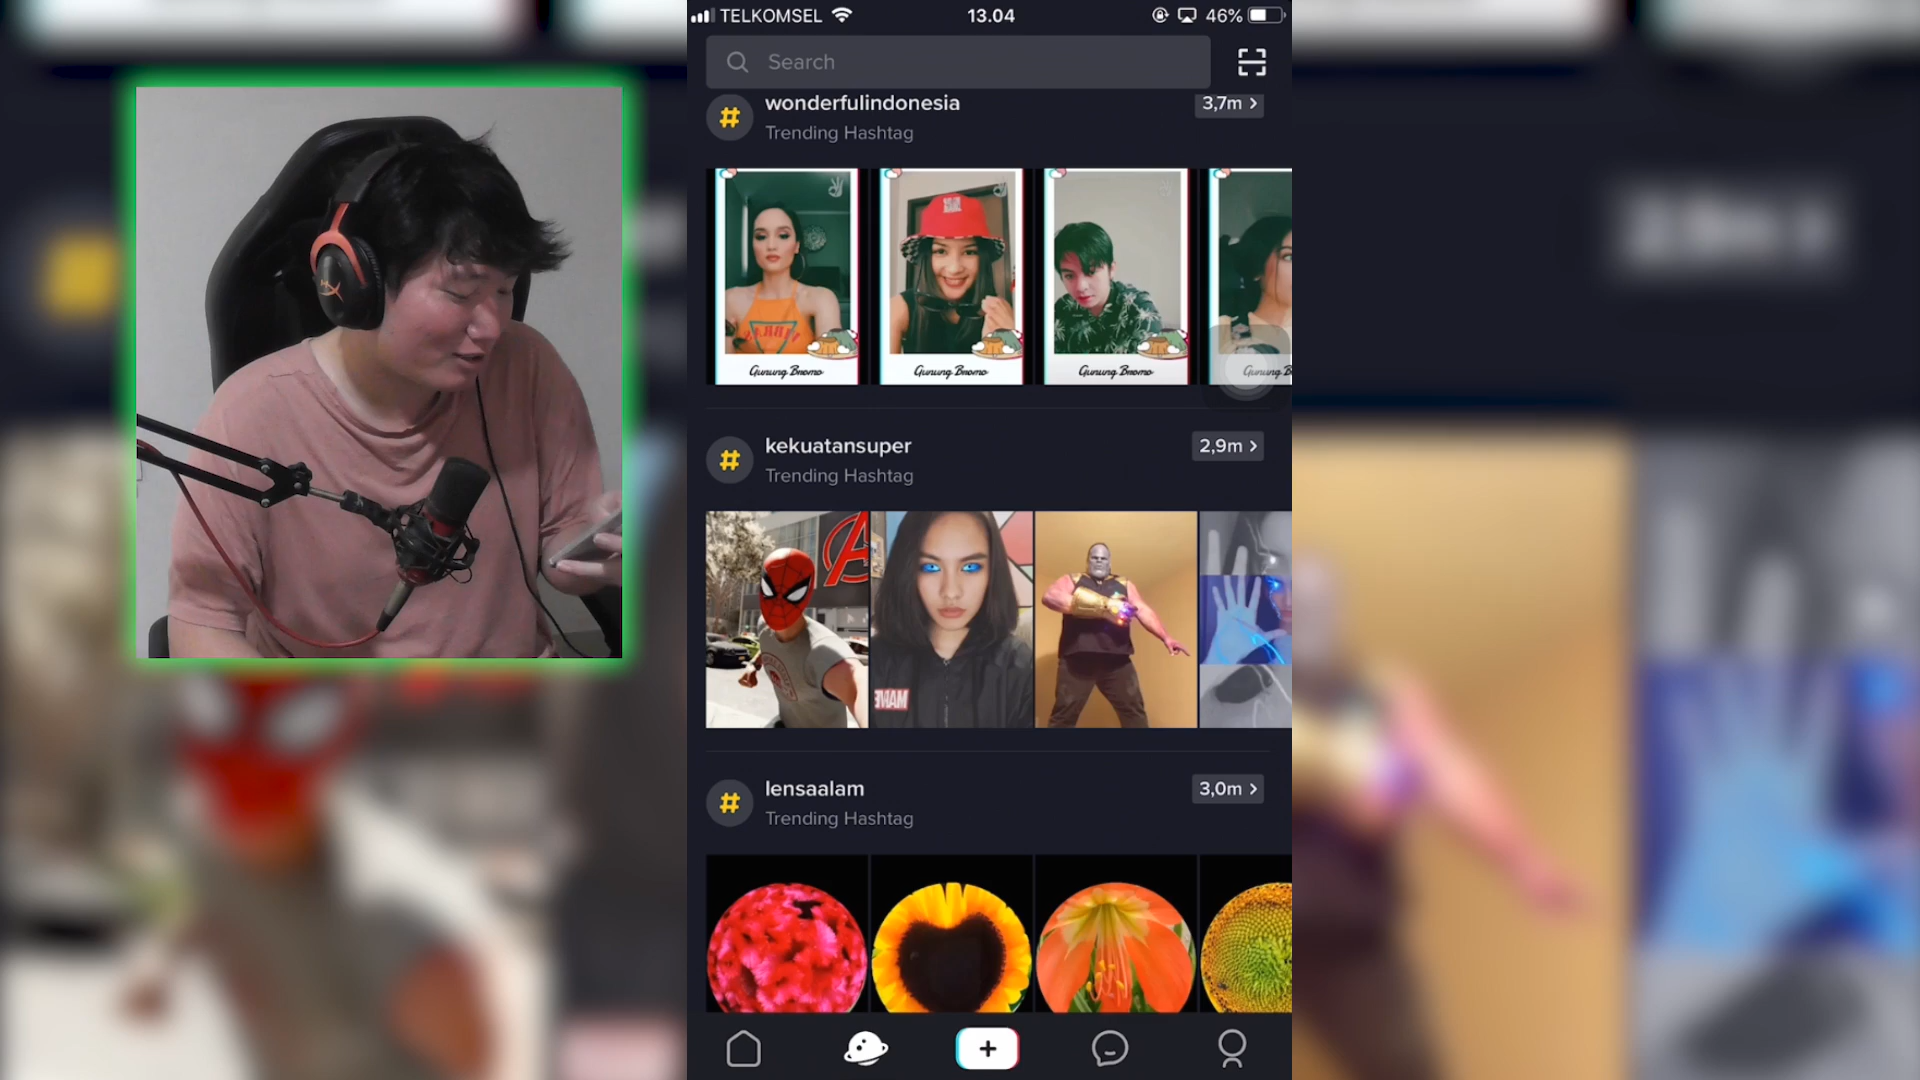 TELKOMSEL 13.04 46%
Search
# wonderfulindonesia 3,7m >
Trending Hashtag
Gunung Bromo
Gunung Bromo
Gunung Bromo
Gunung B
# kekuatansuper 2,9m >
Trending Hashtag
# lensaalam 3,0m >
Trending Hashtag
+